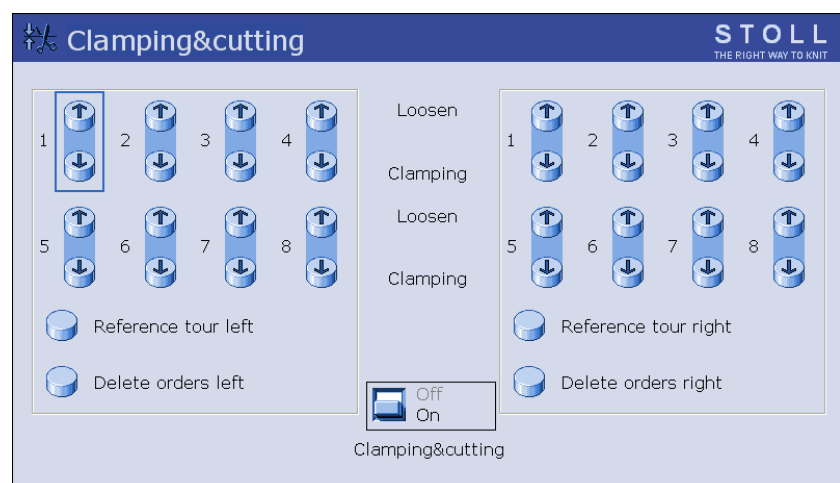 Clamping&cutting
STOLL
THE RIGHT WAY TO KNIT
1 2 3 4
Loosen
Clamping
5 6 7 8
Loosen
Clamping
1 2 3 4
5 6 7 8
Reference tour left
Reference tour right
Delete orders left
Delete orders right
Off
On
Clamping&cutting